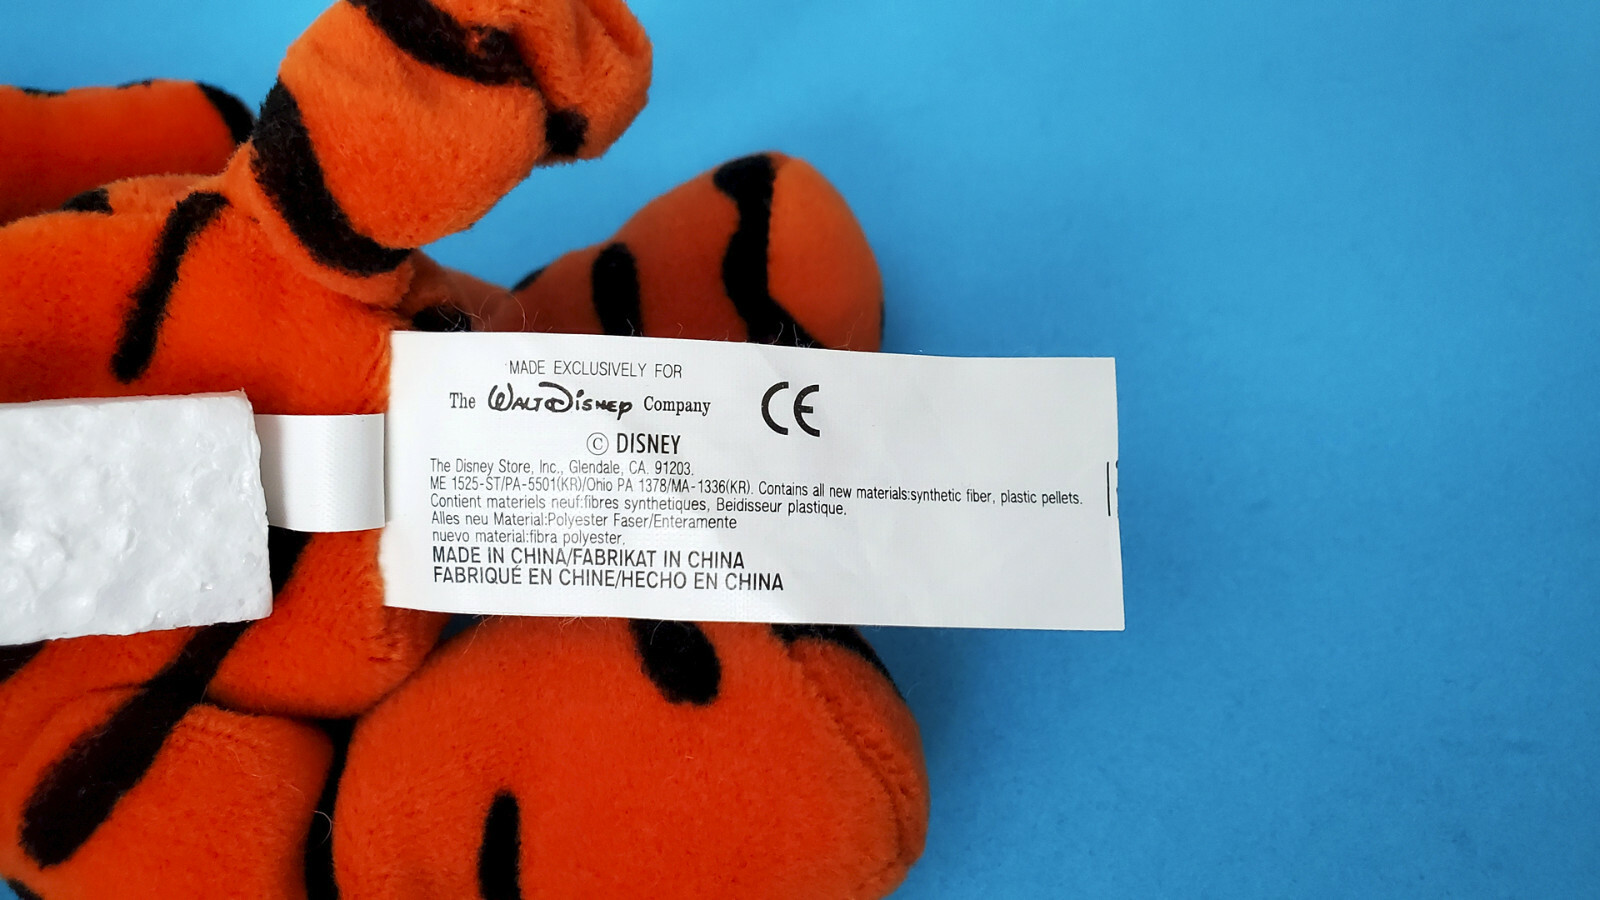 MADE EXCLUSIVELY FOR
The WALT DISNEY Company
CE
© DISNEY
The Disney Store, Inc., Glendale, CA. 91203.
ME 1525-ST/PA-5501(KR)/Ohio PA 1378/MA-1336(KR). Contains all new materials:synthetic fiber, plastic pellets.
Contient materiels neuf:fibres synthetiques, Beidisseur plastique.
Alles neu Material:Polyester Faser/Enteramente
nuevo material:fibra polyester.
MADE IN CHINA/FABRIKAT IN CHINA
FABRIQUÉ EN CHINE/HECHO EN CHINA